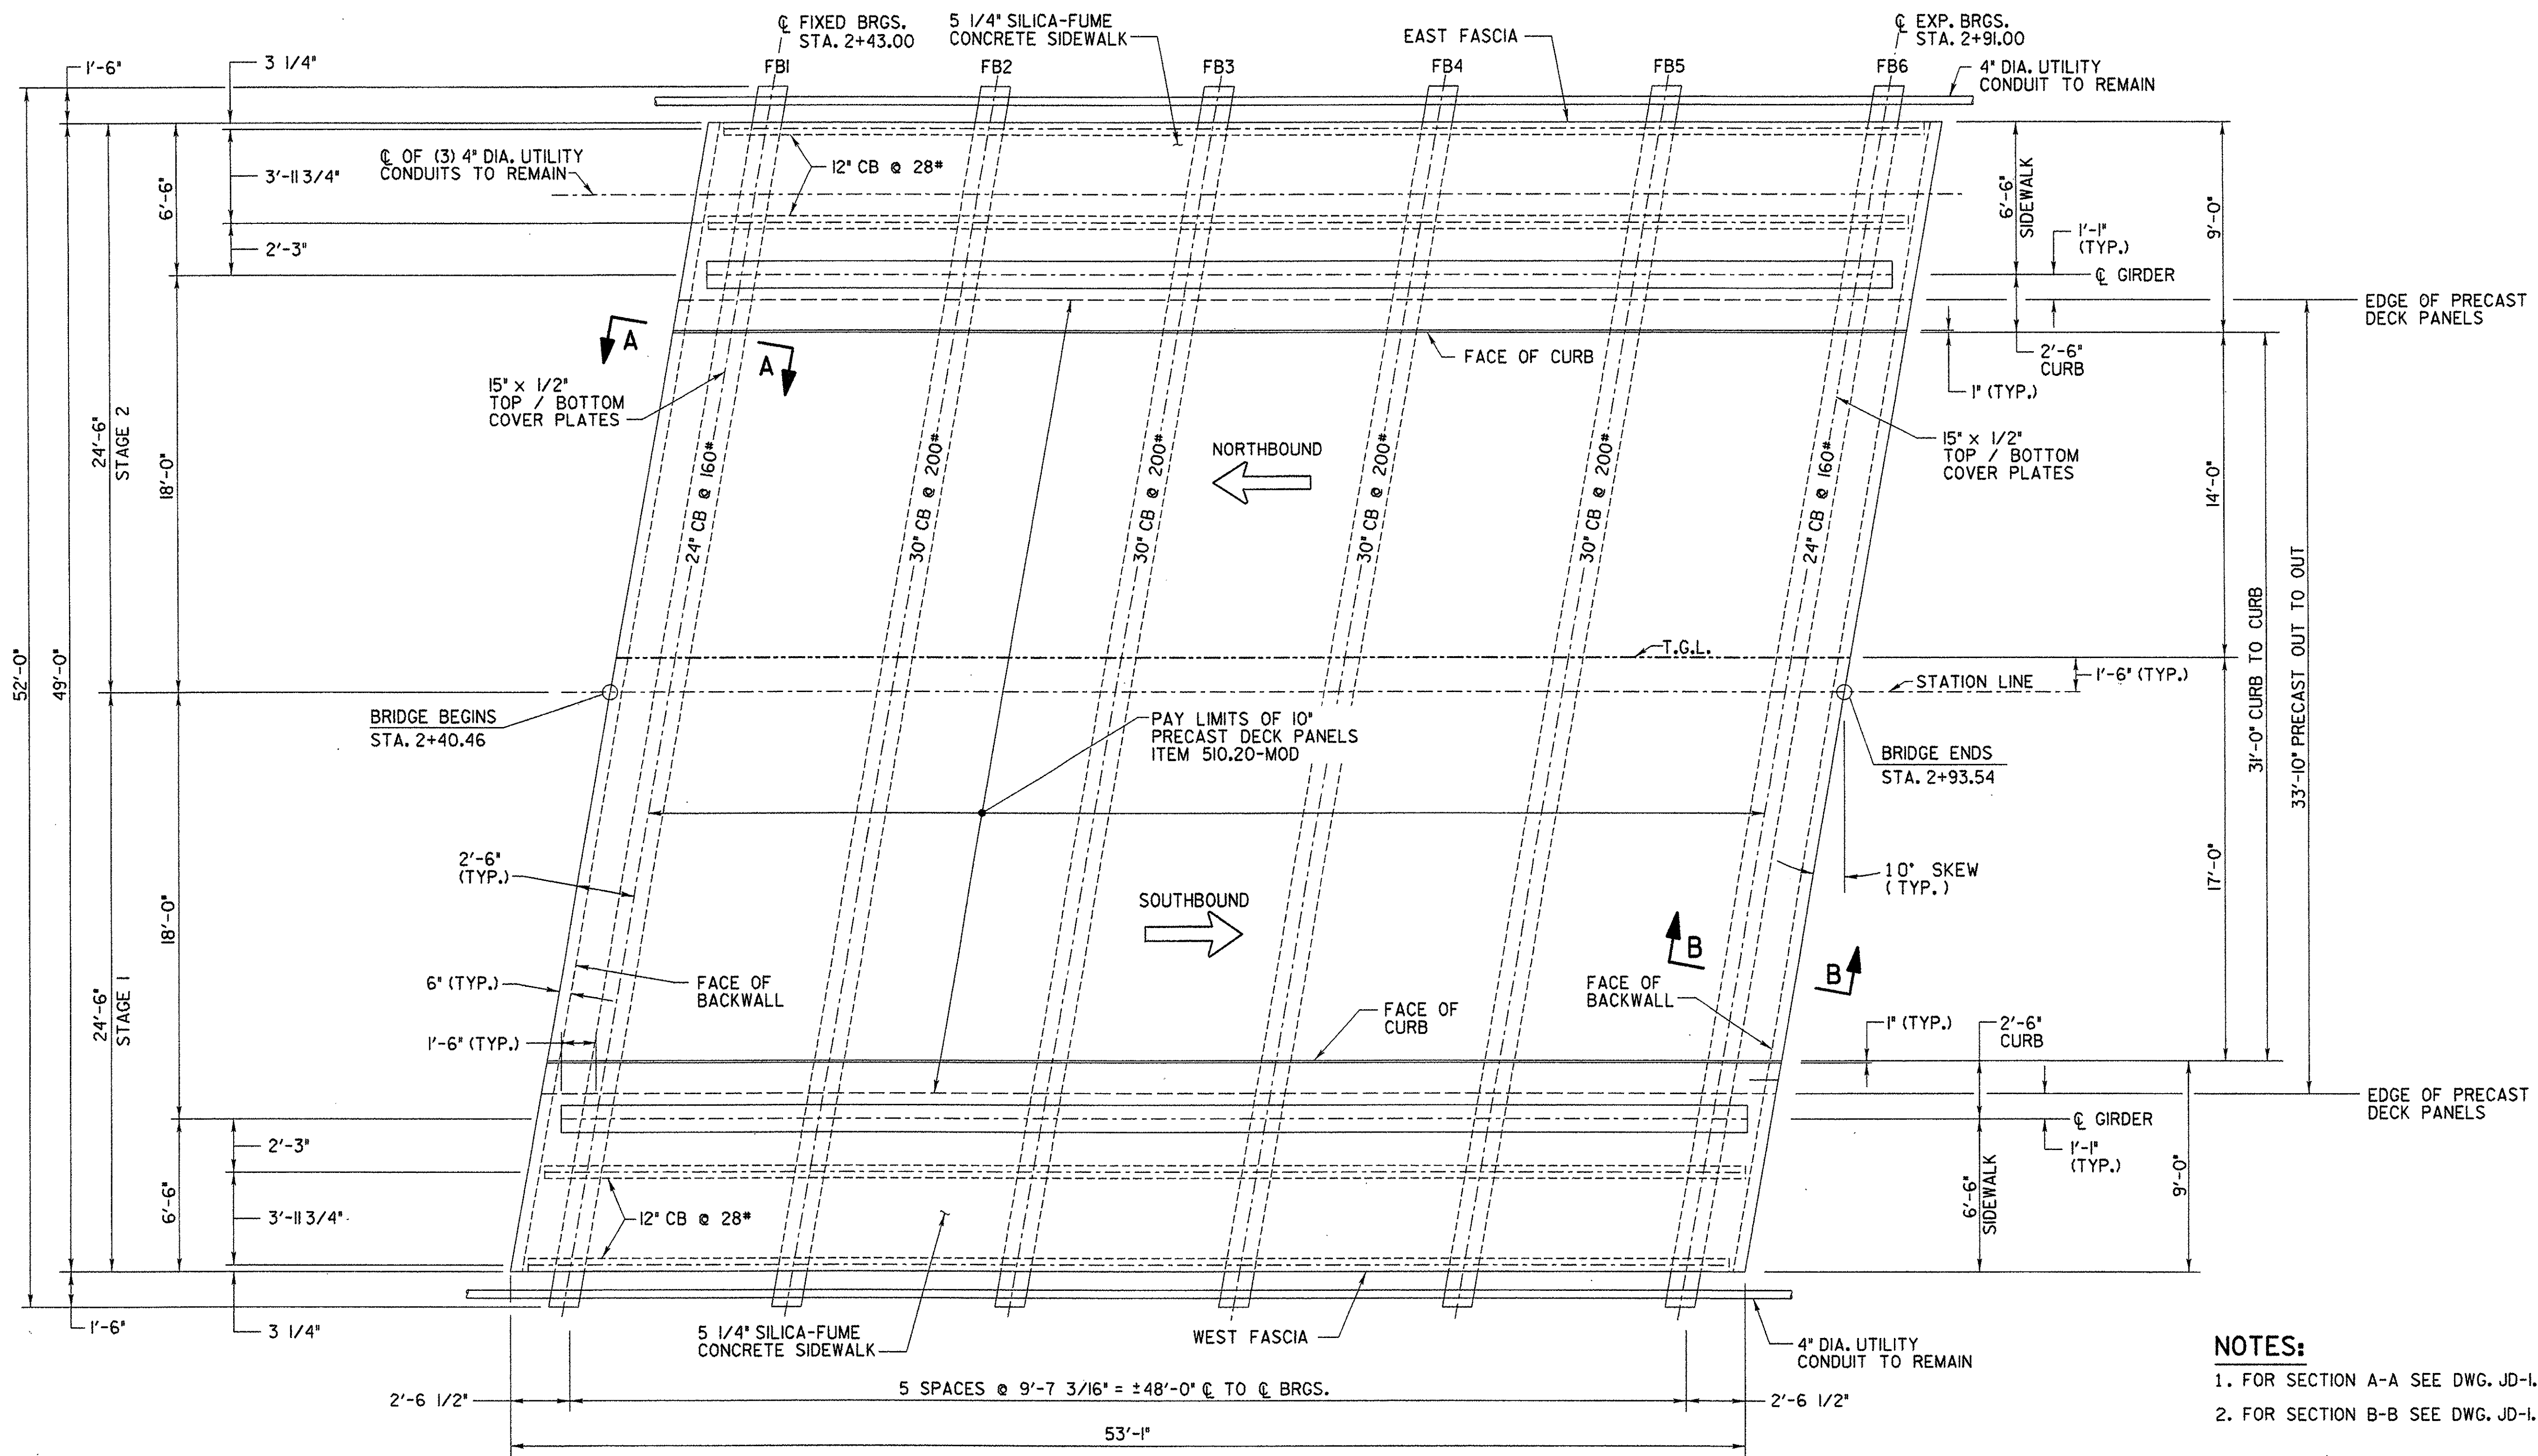 ℄ FIXED BRGS.
STA. 2+43.00
5 1/4" SILICA-FUME
CONCRETE SIDEWALK
EAST FASCIA
℄ EXP. BRGS.
STA. 2+91.00
4" DIA. UTILITY
CONDUIT TO REMAIN
1'-6"
3 1/4"
FB1
FB2
FB3
FB4
FB5
FB6
℄ OF (3) 4" DIA. UTILITY
CONDUITS TO REMAIN
3'-11 3/4"
6'-6"
2'-3"
12" CB @ 28#
6'-6"
SIDEWALK
9'-0"
1'-1"
(TYP.)
℄ GIRDER
EDGE OF PRECAST
DECK PANELS
A
A
FACE OF CURB
2'-6"
CURB
1" (TYP.)
15" x 1/2"
TOP / BOTTOM
COVER PLATES
24'-6"
STAGE 2
18'-0"
24" CB @ 160#
30" CB @ 200#
30" CB @ 200#
30" CB @ 200#
30" CB @ 200#
24" CB @ 160#
NORTHBOUND
15" x 1/2"
TOP / BOTTOM
COVER PLATES
14'-0"
52'-0"
49'-0"
T.G.L.
STATION LINE
1'-6" (TYP.)
31'-0" CURB TO CURB
33'-10" PRECAST OUT TO OUT
BRIDGE BEGINS
STA. 2+40.46
PAY LIMITS OF 10"
PRECAST DECK PANELS
ITEM 510.20-MOD
BRIDGE ENDS
STA. 2+93.54
2'-6"
(TYP.)
10° SKEW
(TYP.)
17'-0"
18'-0"
SOUTHBOUND
B
B
24'-6"
STAGE 1
6" (TYP.)
FACE OF
BACKWALL
FACE OF
BACKWALL
FACE OF
CURB
1'-6" (TYP.)
1" (TYP.)
2'-6"
CURB
EDGE OF PRECAST
DECK PANELS
℄ GIRDER
1'-1"
(TYP.)
2'-3"
6'-6"
3'-11 3/4"
12" CB @ 28#
6'-6"
SIDEWALK
9'-0"
1'-6"
3 1/4"
5 1/4" SILICA-FUME
CONCRETE SIDEWALK
WEST FASCIA
4" DIA. UTILITY
CONDUIT TO REMAIN
2'-6 1/2"
5 SPACES @ 9'-7 3/16" = ±48'-0" ℄ TO ℄ BRGS.
2'-6 1/2"
53'-1"
NOTES:
1. FOR SECTION A-A SEE DWG. JD-1.
2. FOR SECTION B-B SEE DWG. JD-1.